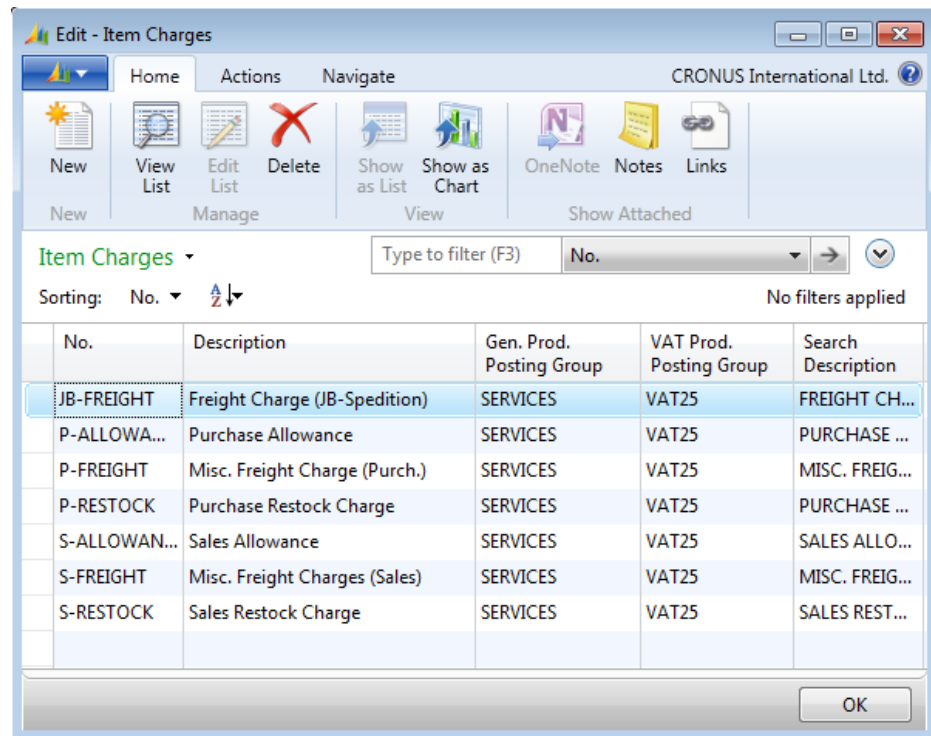 Edit - Item Charges
Home Actions Navigate CRONUS International Ltd. ?
New View List Edit List Delete Show as List Show as Chart OneNote Notes Links
New Manage View Show Attached
Item Charges Type to filter (F3) No.
Sorting: No. A Z No filters applied
No. Description Gen. Prod. Posting Group VAT Prod. Posting Group Search Description
JB-FREIGHT Freight Charge (JB-Spedition) SERVICES VAT25 FREIGHT CH...
P-ALLOWA... Purchase Allowance SERVICES VAT25 PURCHASE ...
P-FREIGHT Misc. Freight Charge (Purch.) SERVICES VAT25 MISC. FREIG...
P-RESTOCK Purchase Restock Charge SERVICES VAT25 PURCHASE ...
S-ALLOWAN... Sales Allowance SERVICES VAT25 SALES ALLO...
S-FREIGHT Misc. Freight Charges (Sales) SERVICES VAT25 MISC. FREIG...
S-RESTOCK Sales Restock Charge SERVICES VAT25 SALES REST...
OK